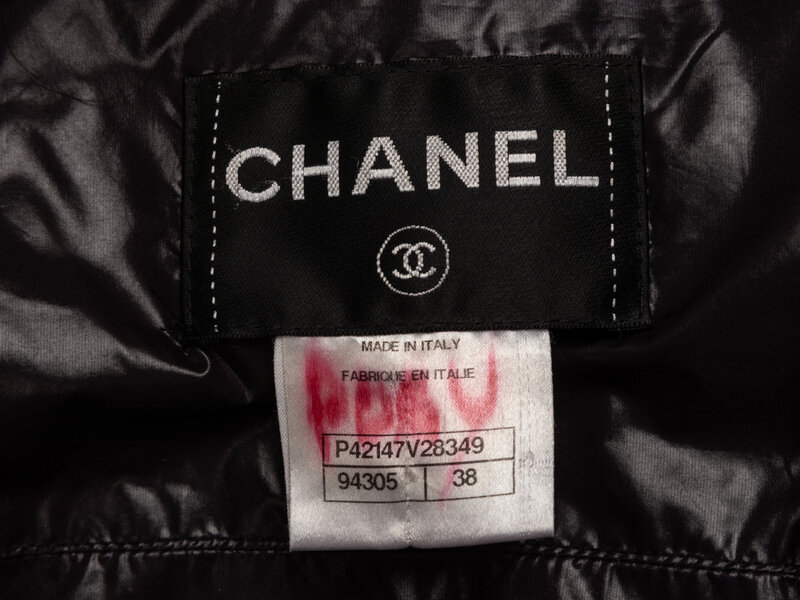 CHANEL
MADE IN ITALY
FABRIQUE EN ITALIE
P42147V28349
94305 38